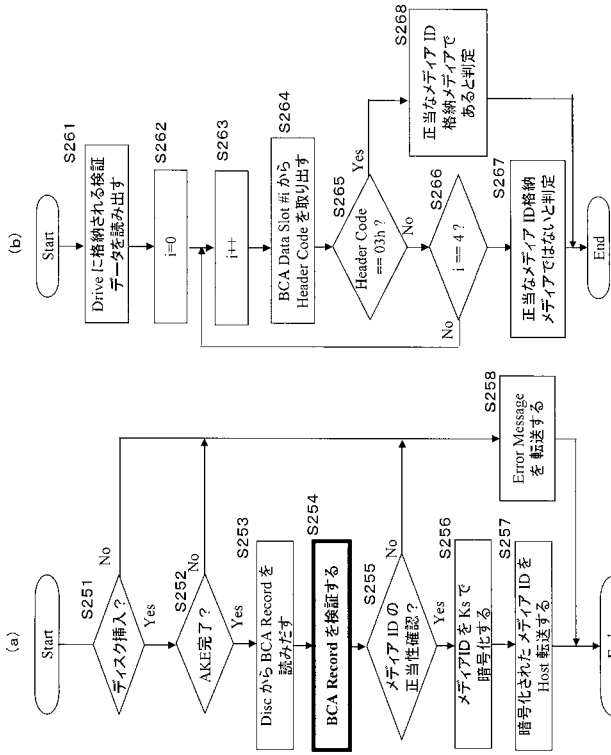 (a)
Start
S251
ディスク挿入？
No
Yes
S252
AKE完了？
No
Yes
S253
Disc から BCA Record を
読みだす
S254
BCA Record を検証する
S255
メディア ID の
正当性確認？
No
Yes
S256
メディアIDを Ks で
暗号化する
S257
暗号化された メディア ID を
Host 転送する
S258
Error Message
を 転送する
End
(b)
Start
S261
Drive に格納される検証
データを読み出す
S262
i=0
S263
i++
S264
BCA Data Slot #i から
Header Code を取り出す
S265
Header Code
== 03h ?
Yes
No
S266
i == 4 ?
No
S267
正当なメディア ID格納
メディアではないと判定
S268
正当なメディア ID
格納メディアで
あると判定
End